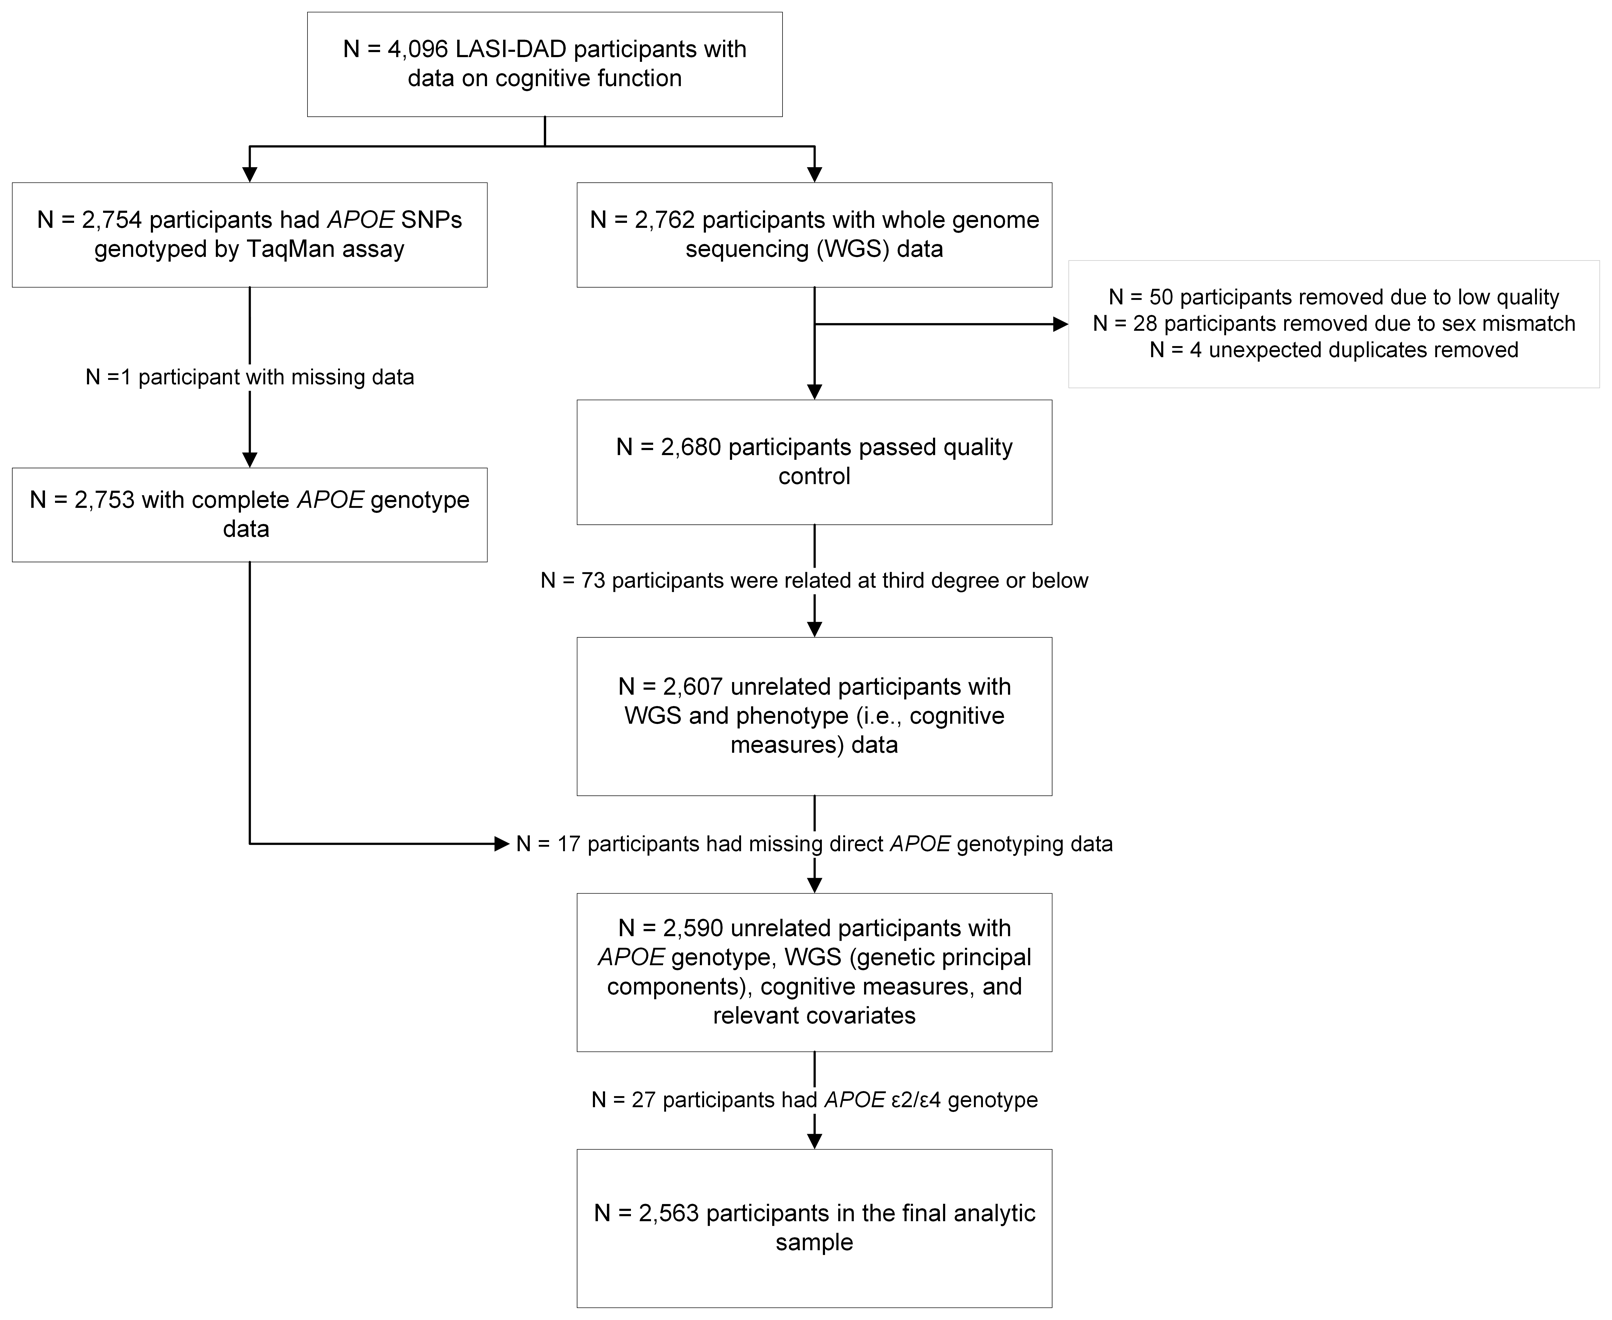 N = 4,096 LASI-DAD participants with
data on cognitive function
N = 2,754 participants had APOE SNPs
genotyped by TaqMan assay
N = 2,762 participants with whole genome
sequencing (WGS) data
N = 50 participants removed due to low quality
N = 28 participants removed due to sex mismatch
N = 4 unexpected duplicates removed
N =1 participant with missing data
N = 2,680 participants passed quality
control
N = 2,753 with complete APOE genotype
data
N = 73 participants were related at third degree or below
N = 2,607 unrelated participants with
WGS and phenotype (i.e., cognitive
measures) data
N = 17 participants had missing direct APOE genotyping data
N = 2,590 unrelated participants with
APOE genotype, WGS (genetic principal
components), cognitive measures, and
relevant covariates
N = 27 participants had APOE ε2/ε4 genotype
N = 2,563 participants in the final analytic
sample